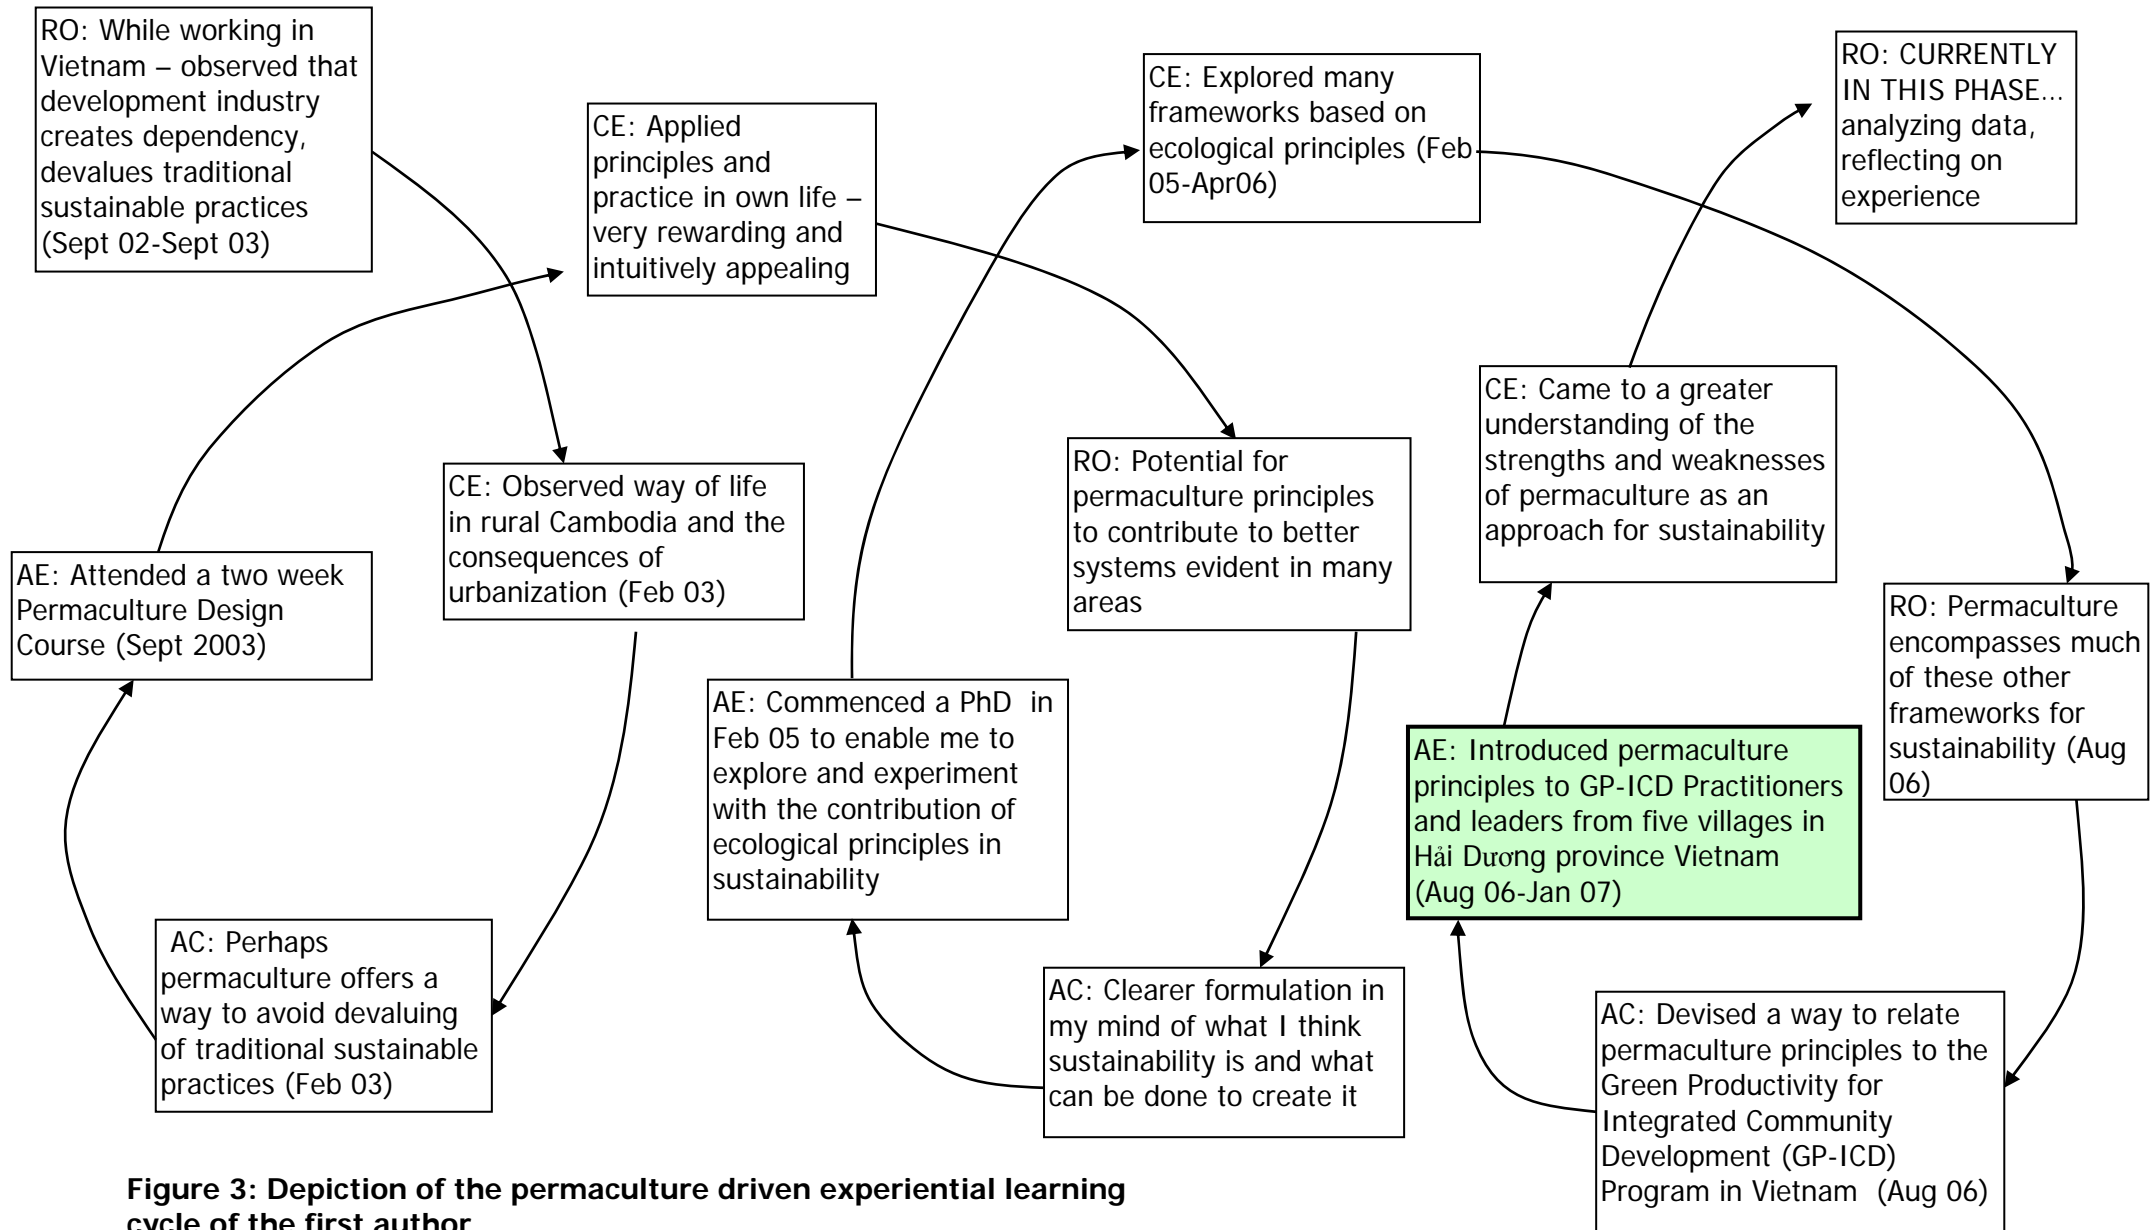 RO: While working in
Vietnam – observed that
development industry
creates dependency,
devalues traditional
sustainable practices
(Sept 02-Sept 03)
CE: Observed way of life
in rural Cambodia and the
consequences of
urbanization (Feb 03)
AC: Perhaps
permaculture offers a
way to avoid devaluing
of traditional sustainable
practices (Feb 03)
AE: Attended a two week
Permaculture Design
Course (Sept 2003)
CE: Applied
principles and
practice in own life –
very rewarding and
intuitively appealing
RO: Potential for
permaculture principles
to contribute to better
systems evident in many
areas
AC: Clearer formulation in
my mind of what I think
sustainability is and what
can be done to create it
AE: Commenced a PhD in
Feb 05 to enable me to
explore and experiment
with the contribution of
ecological principles in
sustainability
CE: Explored many
frameworks based on
ecological principles (Feb
05-Apr06)
RO: Permaculture
encompasses much
of these other
frameworks for
sustainability (Aug
06)
AC: Devised a way to relate
permaculture principles to the
Green Productivity for
Integrated Community
Development (GP-ICD)
Program in Vietnam (Aug 06)
AE: Introduced permaculture
principles to GP-ICD Practitioners
and leaders from five villages in
Hải Dương province Vietnam
(Aug 06-Jan 07)
CE: Came to a greater
understanding of the
strengths and weaknesses
of permaculture as an
approach for sustainability
RO: CURRENTLY
IN THIS PHASE…
analyzing data,
reflecting on
experience
Figure 3: Depiction of the permaculture driven experiential learning
cycle of the first author